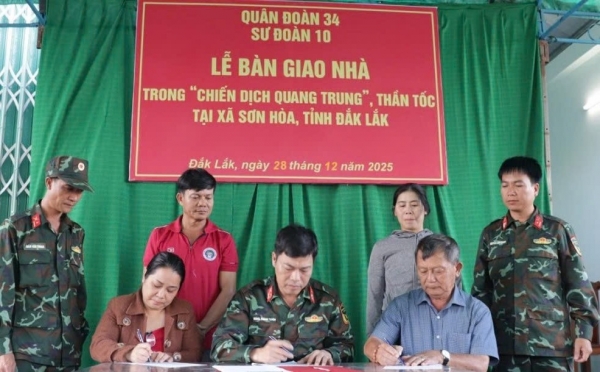 QUÂN ĐOÀN 34
SƯ ĐOÀN 10
LỄ BÀN GIAO NHÀ
TRONG “CHIẾN DỊCH QUANG TRUNG”, THẦN TỐC
TẠI XÃ SƠN HÒA, TỈNH ĐẮK LẮK
Đắk Lắk, ngày 28 tháng 12 năm 2025